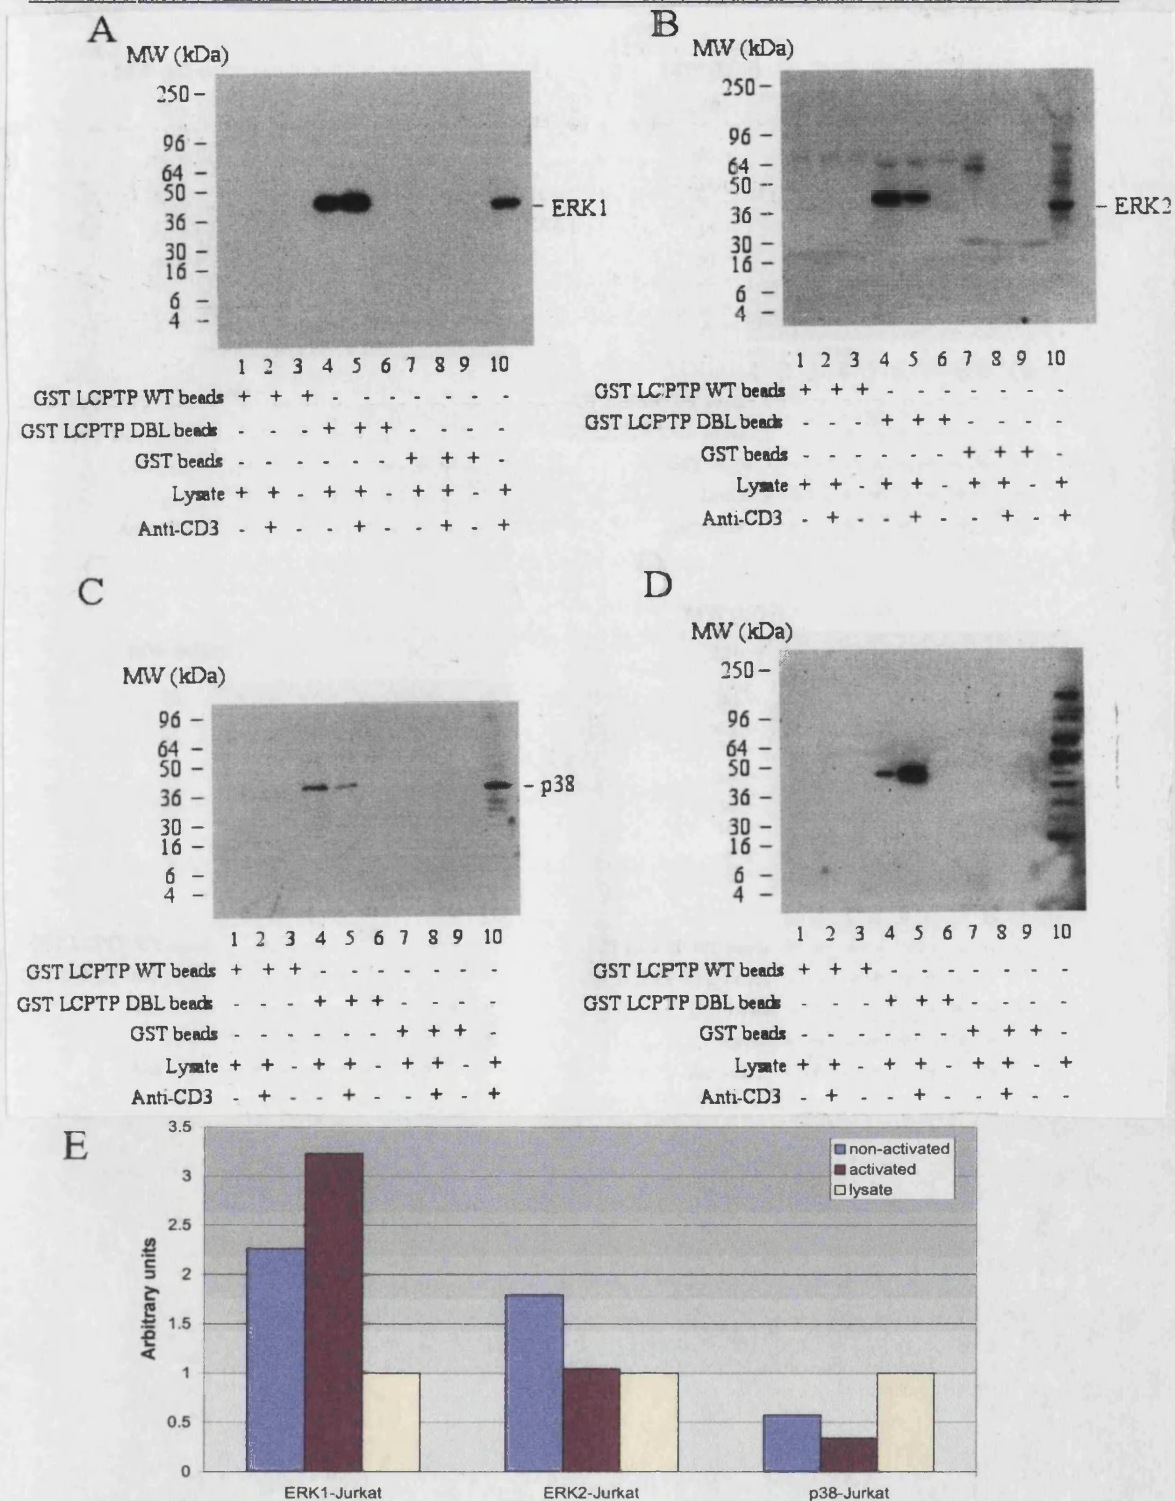 A
MW (kDa)
250 -
96 -
64 -
50 -
36 -
30 -
16 -
6 -
4 -
- ERK1
1 2 3 4 5 6 7 8 9 10
GST LCPTP WT beads + + + - - - - - - -
GST LCPTP DBL beads - - - + + + - - - -
GST beads - - - - - - + + + -
Lysate + + - + + - + + - +
Anti-CD3 - + - - + - - + - +
B
MW (kDa)
250 -
96 -
64 -
50 -
36 -
30 -
16 -
6 -
4 -
- ERK2
1 2 3 4 5 6 7 8 9 10
GST LCPTP WT beads + + + - - - - - - -
GST LCPTP DBL beads - - - + + + - - - -
GST beads - - - - - - + + + -
Lysate + + - + + - + + - +
Anti-CD3 - + - - + - - + - +
C
MW (kDa)
96 -
64 -
50 -
36 -
30 -
16 -
6 -
4 -
- p38
1 2 3 4 5 6 7 8 9 10
GST LCPTP WT beads + + + - - - - - - -
GST LCPTP DBL beads - - - + + + - - - -
GST beads - - - - - - + + + -
Lysate + + - + + - + + - +
Anti-CD3 - + - - + - - + - +
D
MW (kDa)
250 -
96 -
64 -
50 -
36 -
30 -
16 -
6 -
4 -
1 2 3 4 5 6 7 8 9 10
GST LCPTP WT beads + + + - - - - - - -
GST LCPTP DBL beads - - - + + + - - - -
GST beads - - - - - - + + + -
Lysate + + - + + - + + - +
Anti-CD3 - + - - + - - + - -
E
3.5
3
2.5
2
1.5
1
0.5
0
Arbitrary units
non-activated
activated
lysate
ERK1-Jurkat ERK2-Jurkat p38-Jurkat